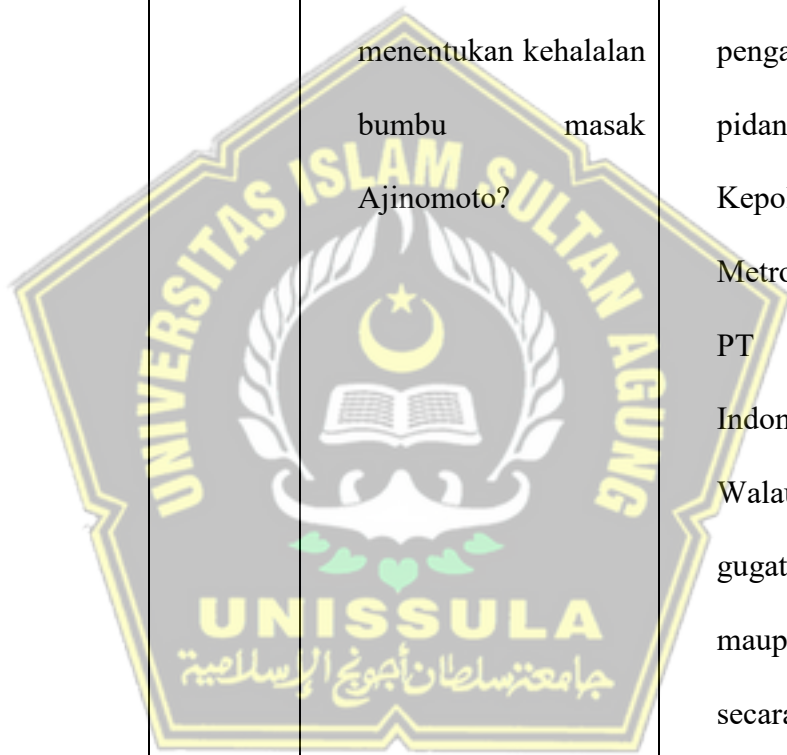 menentukan kehalalan
bumbu masak
Ajinomoto?
penga
pidan
Kepol
Metro
PT
Indon
Walau
gugat
maup
secara
UNIVERSITAS ISLAM SULTAN AGUNG
UNISSULA
جامعة سلطان أجونج الإسلامية